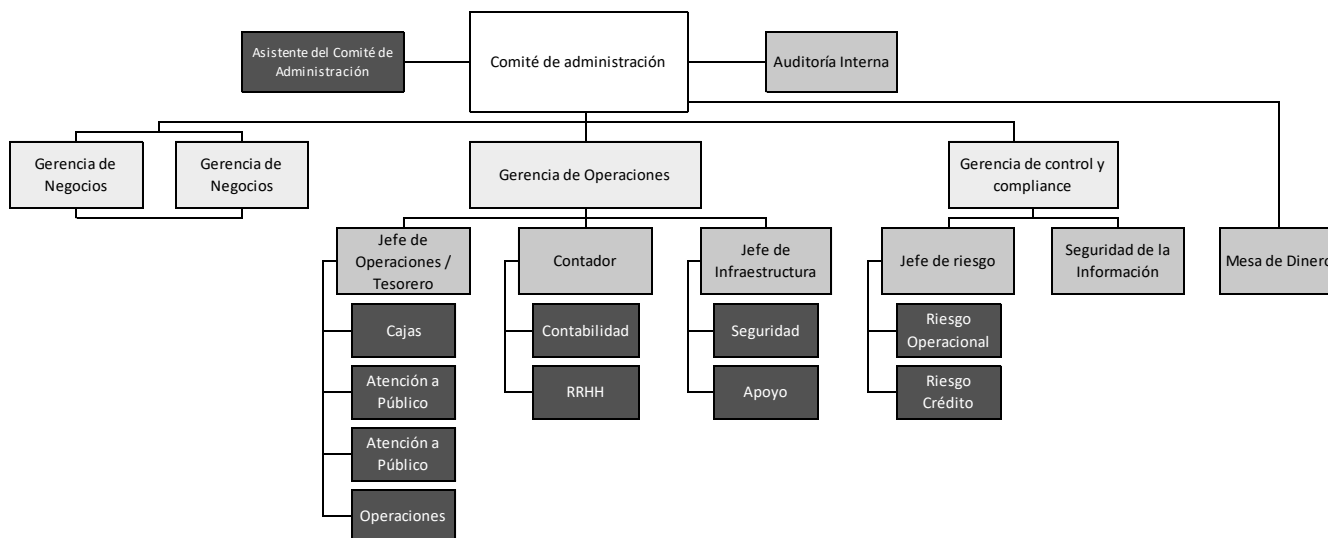 Asistente del Comité de
Administración
Comité de administración
Auditoría Interna
Gerencia de
Negocios
Gerencia de
Negocios
Gerencia de Operaciones
Gerencia de control y
compliance
Jefe de
Operaciones /
Tesorero
Contador
Jefe de
Infraestructura
Jefe de riesgo
Seguridad de la
Información
Mesa de Dinero
Cajas
Contabilidad
Seguridad
Riesgo
Operacional
Atención a
Público
RRHH
Apoyo
Riesgo
Crédito
Atención a
Público
Operaciones